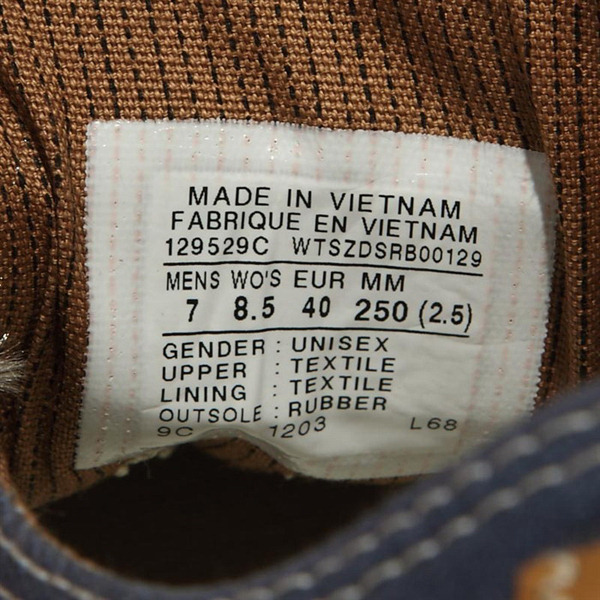 MADE IN VIETNAM
FABRIQUE EN VIETNAM
129529C WTSZDSRB00129
MENS WO'S EUR MM
7 8.5 40 250 (2.5)
GENDER : UNISEX
UPPER : TEXTILE
LINING : TEXTILE
OUTSOLE : RUBBER
9C 1203 L68